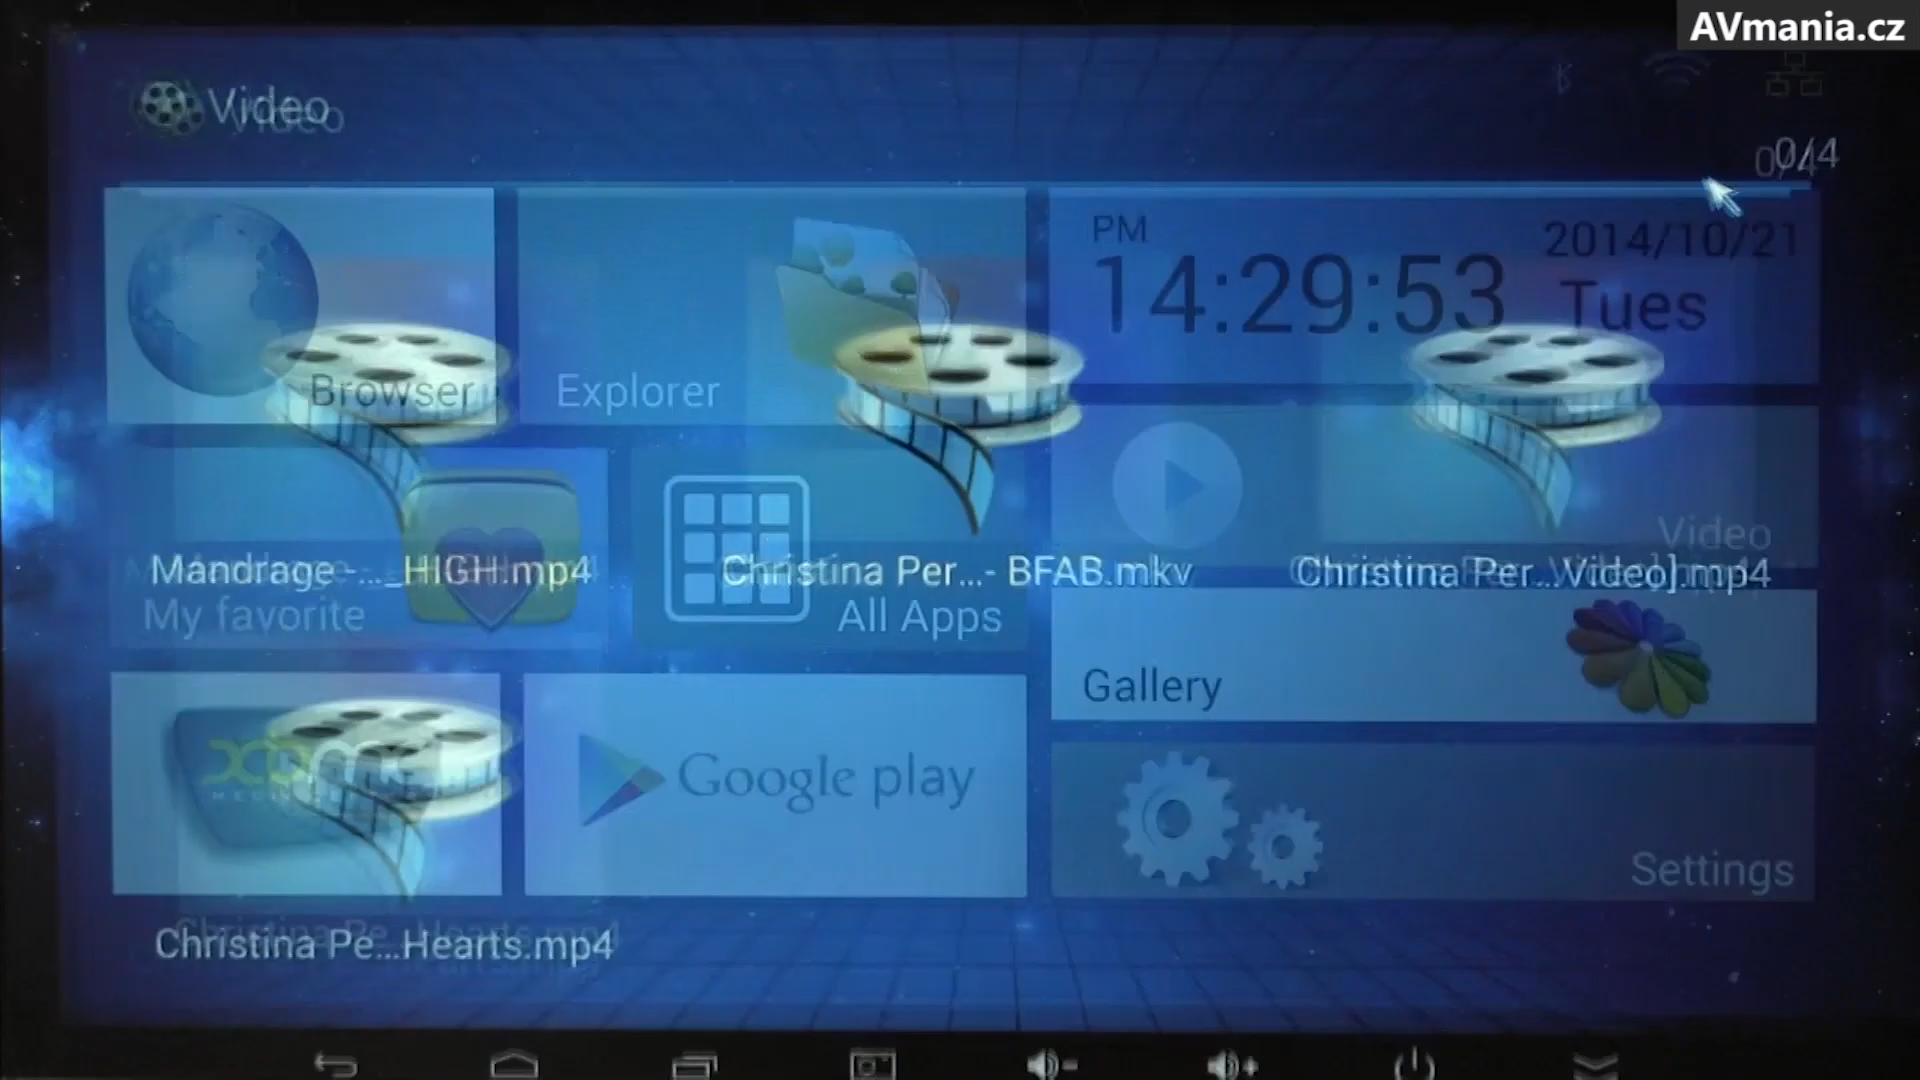 AVmania.cz
Video
0/4
PM
14:29:53
2014/10/21
Tues
Browser
Explorer
Video
Mandrage -..._HIGH.mp4
Christina Per...- BFAB.mkv
Christina Per...Video].mp4
My favorite
All Apps
Gallery
Google play
Settings
Christina Pe...Hearts.mp4